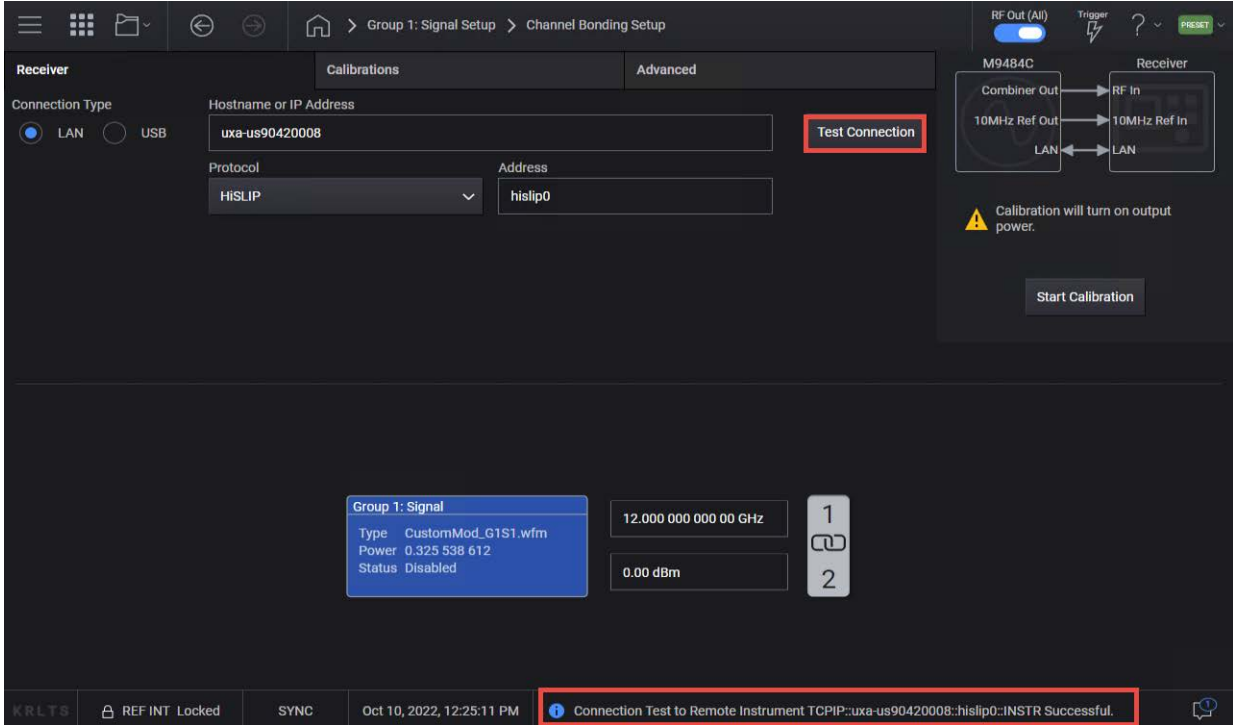 Group 1: Signal Setup > Channel Bonding Setup
RF Out (All)
Trigger
?
PRESET
Receiver
Calibrations
Advanced
Connection Type
LAN
USB
Hostname or IP Address
uxa-us90420008
Test Connection
Protocol
HiSLIP
Address
hislip0
M9484C
Receiver
Combiner Out
RF In
10MHz Ref Out
10MHz Ref In
LAN
LAN
Calibration will turn on output
power.
Start Calibration
Group 1: Signal
Type CustomMod_G1S1.wfm
Power 0.325 538 612
Status Disabled
12.000 000 000 00 GHz
0.00 dBm
1
2
KRLTS
REF INT Locked
SYNC
Oct 10, 2022, 12:25:11 PM
Connection Test to Remote Instrument TCPIP::uxa-us90420008::hislip0::INSTR Successful.
1